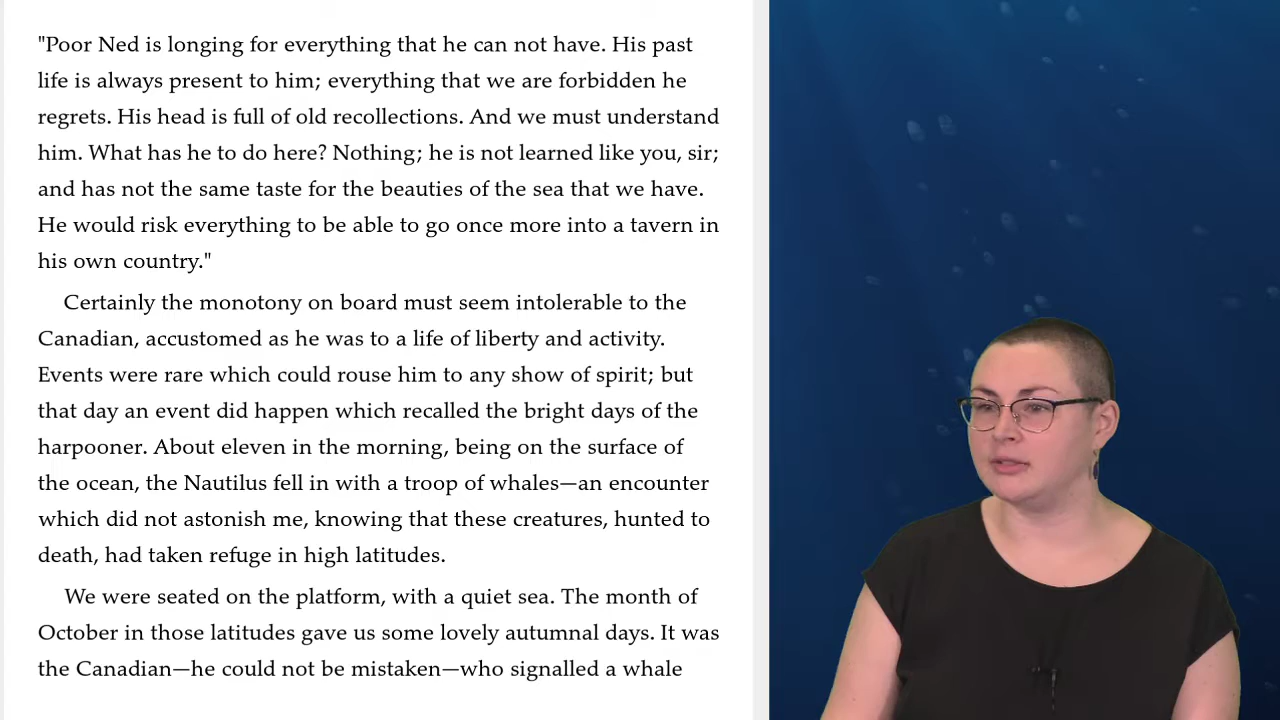 "Poor Ned is longing for everything that he can not have. His past
life is always present to him; everything that we are forbidden he
regrets. His head is full of old recollections. And we must understand
him. What has he to do here? Nothing; he is not learned like you, sir;
and has not the same taste for the beauties of the sea that we have.
He would risk everything to be able to go once more into a tavern in
his own country."
Certainly the monotony on board must seem intolerable to the
Canadian, accustomed as he was to a life of liberty and activity.
Events were rare which could rouse him to any show of spirit; but
that day an event did happen which recalled the bright days of the
harpooner. About eleven in the morning, being on the surface of
the ocean, the Nautilus fell in with a troop of whales—an encounter
which did not astonish me, knowing that these creatures, hunted to
death, had taken refuge in high latitudes.
We were seated on the platform, with a quiet sea. The month of
October in those latitudes gave us some lovely autumnal days. It was
the Canadian—he could not be mistaken—who signalled a whale